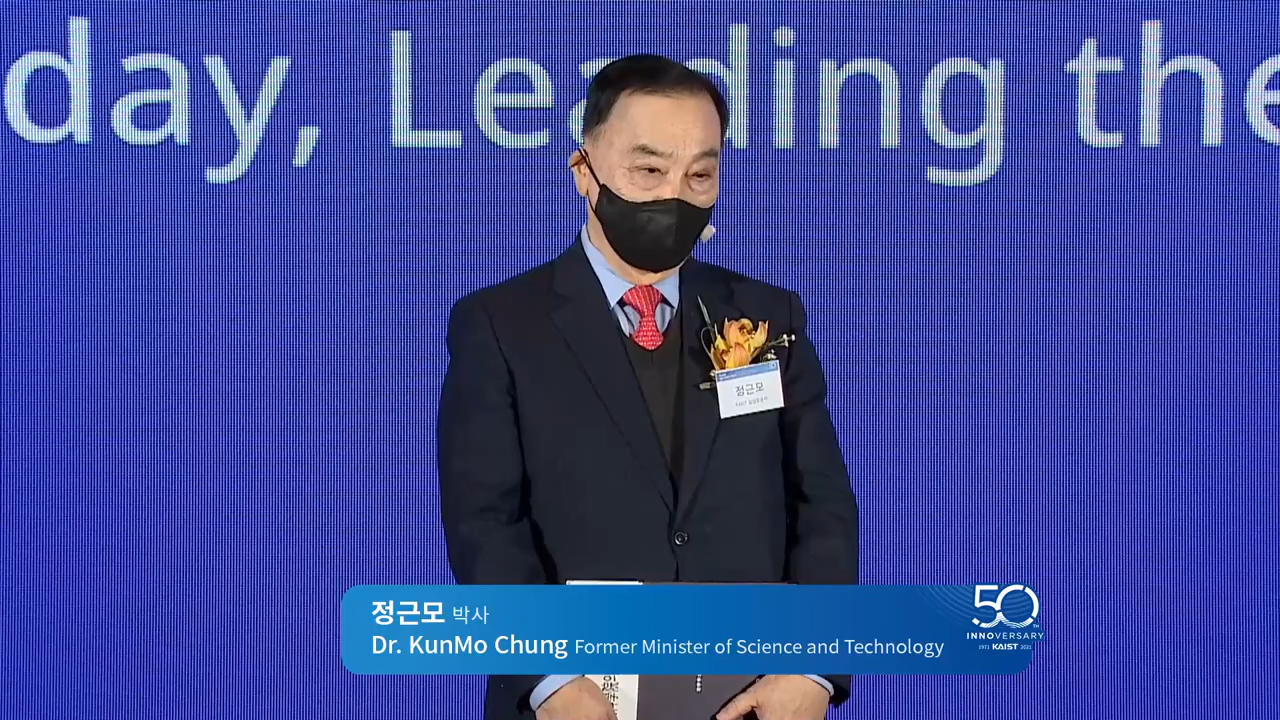 day, Leading the
정근모
정근모 박사
Dr. KunMo Chung Former Minister of Science and Technology
50
TH
INNOVERSARY
1971 KAIST 2021